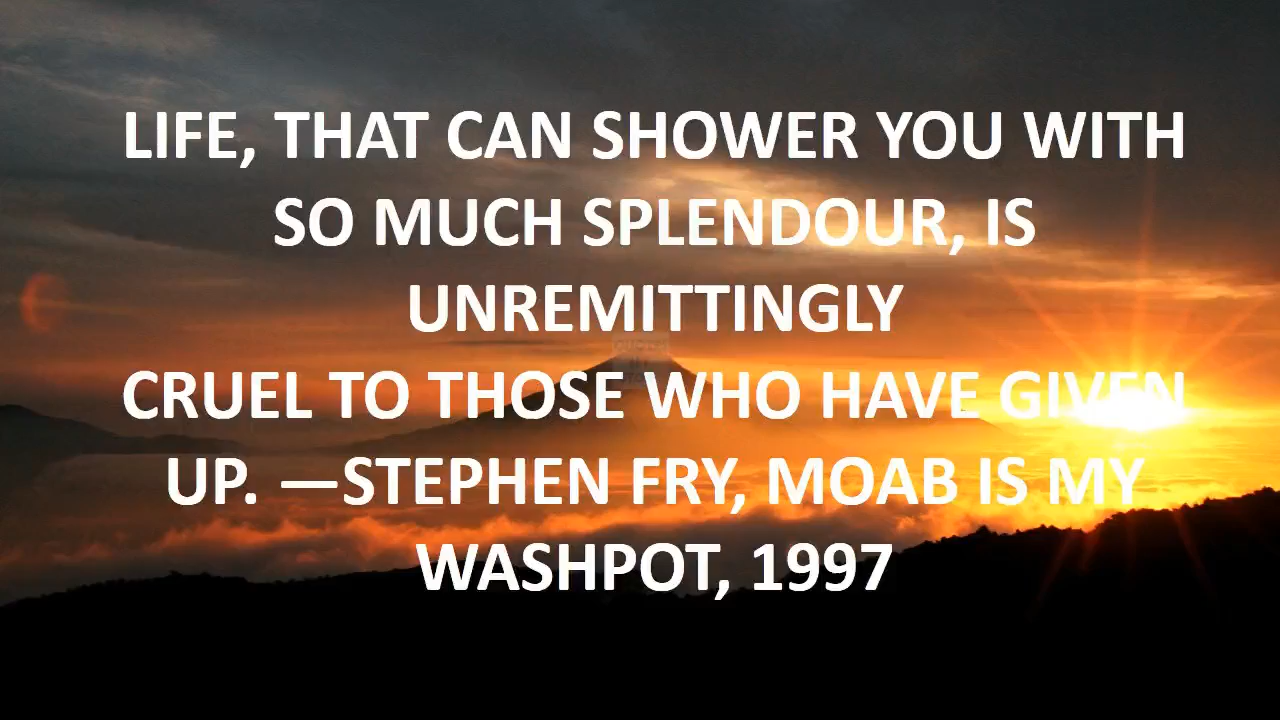 LIFE, THAT CAN SHOWER YOU WITH
SO MUCH SPLENDOUR, IS
UNREMITTINGLY
CRUEL TO THOSE WHO HAVE GIVEN
UP. —STEPHEN FRY, MOAB IS MY
WASHPOT, 1997